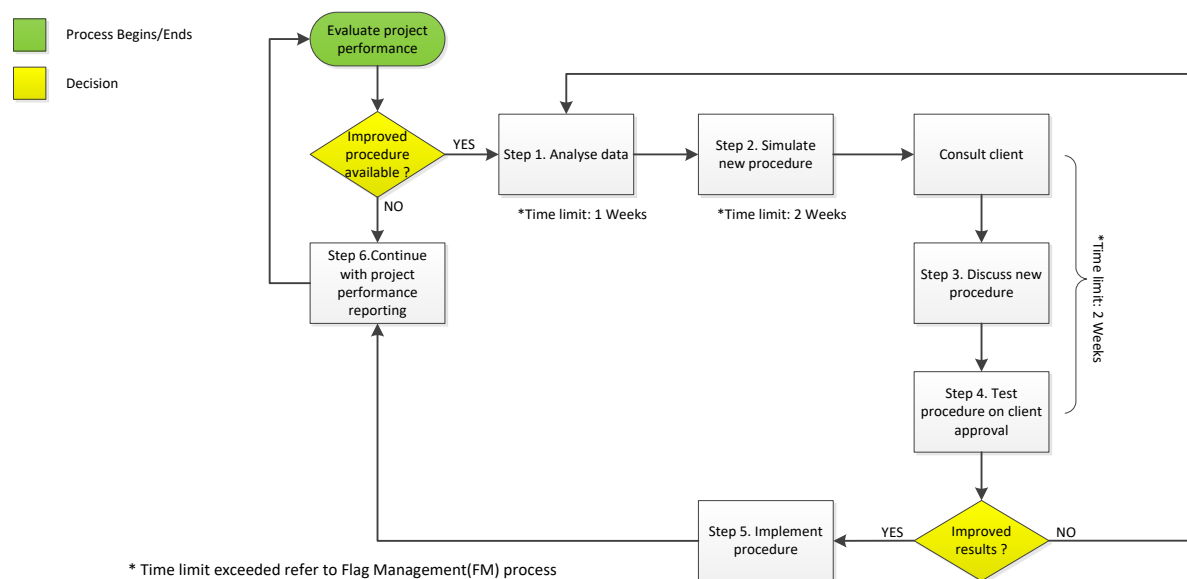 Process Begins/Ends
Decision
Evaluate project
performance
Improved
procedure
available ?
YES
NO
Step 1. Analyse data
*Time limit: 1 Weeks
Step 2. Simulate
new procedure
*Time limit: 2 Weeks
Consult client
Step 3. Discuss new
procedure
Step 4. Test
procedure on client
approval
*Time limit: 2 Weeks
Improved
results ?
YES
NO
Step 5. Implement
procedure
Step 6.Continue
with project
performance
reporting
* Time limit exceeded refer to Flag Management(FM) process